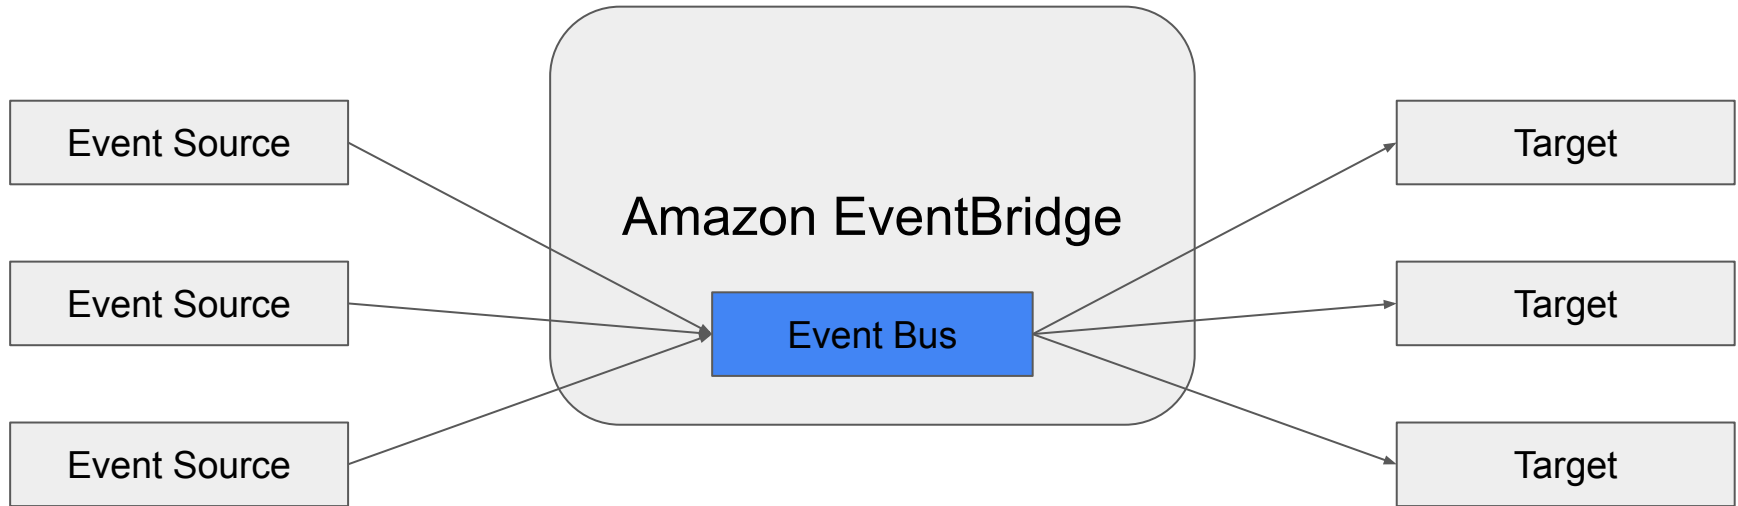 Event Source
Event Source
Event Source
Amazon EventBridge
Event Bus
Target
Target
Target